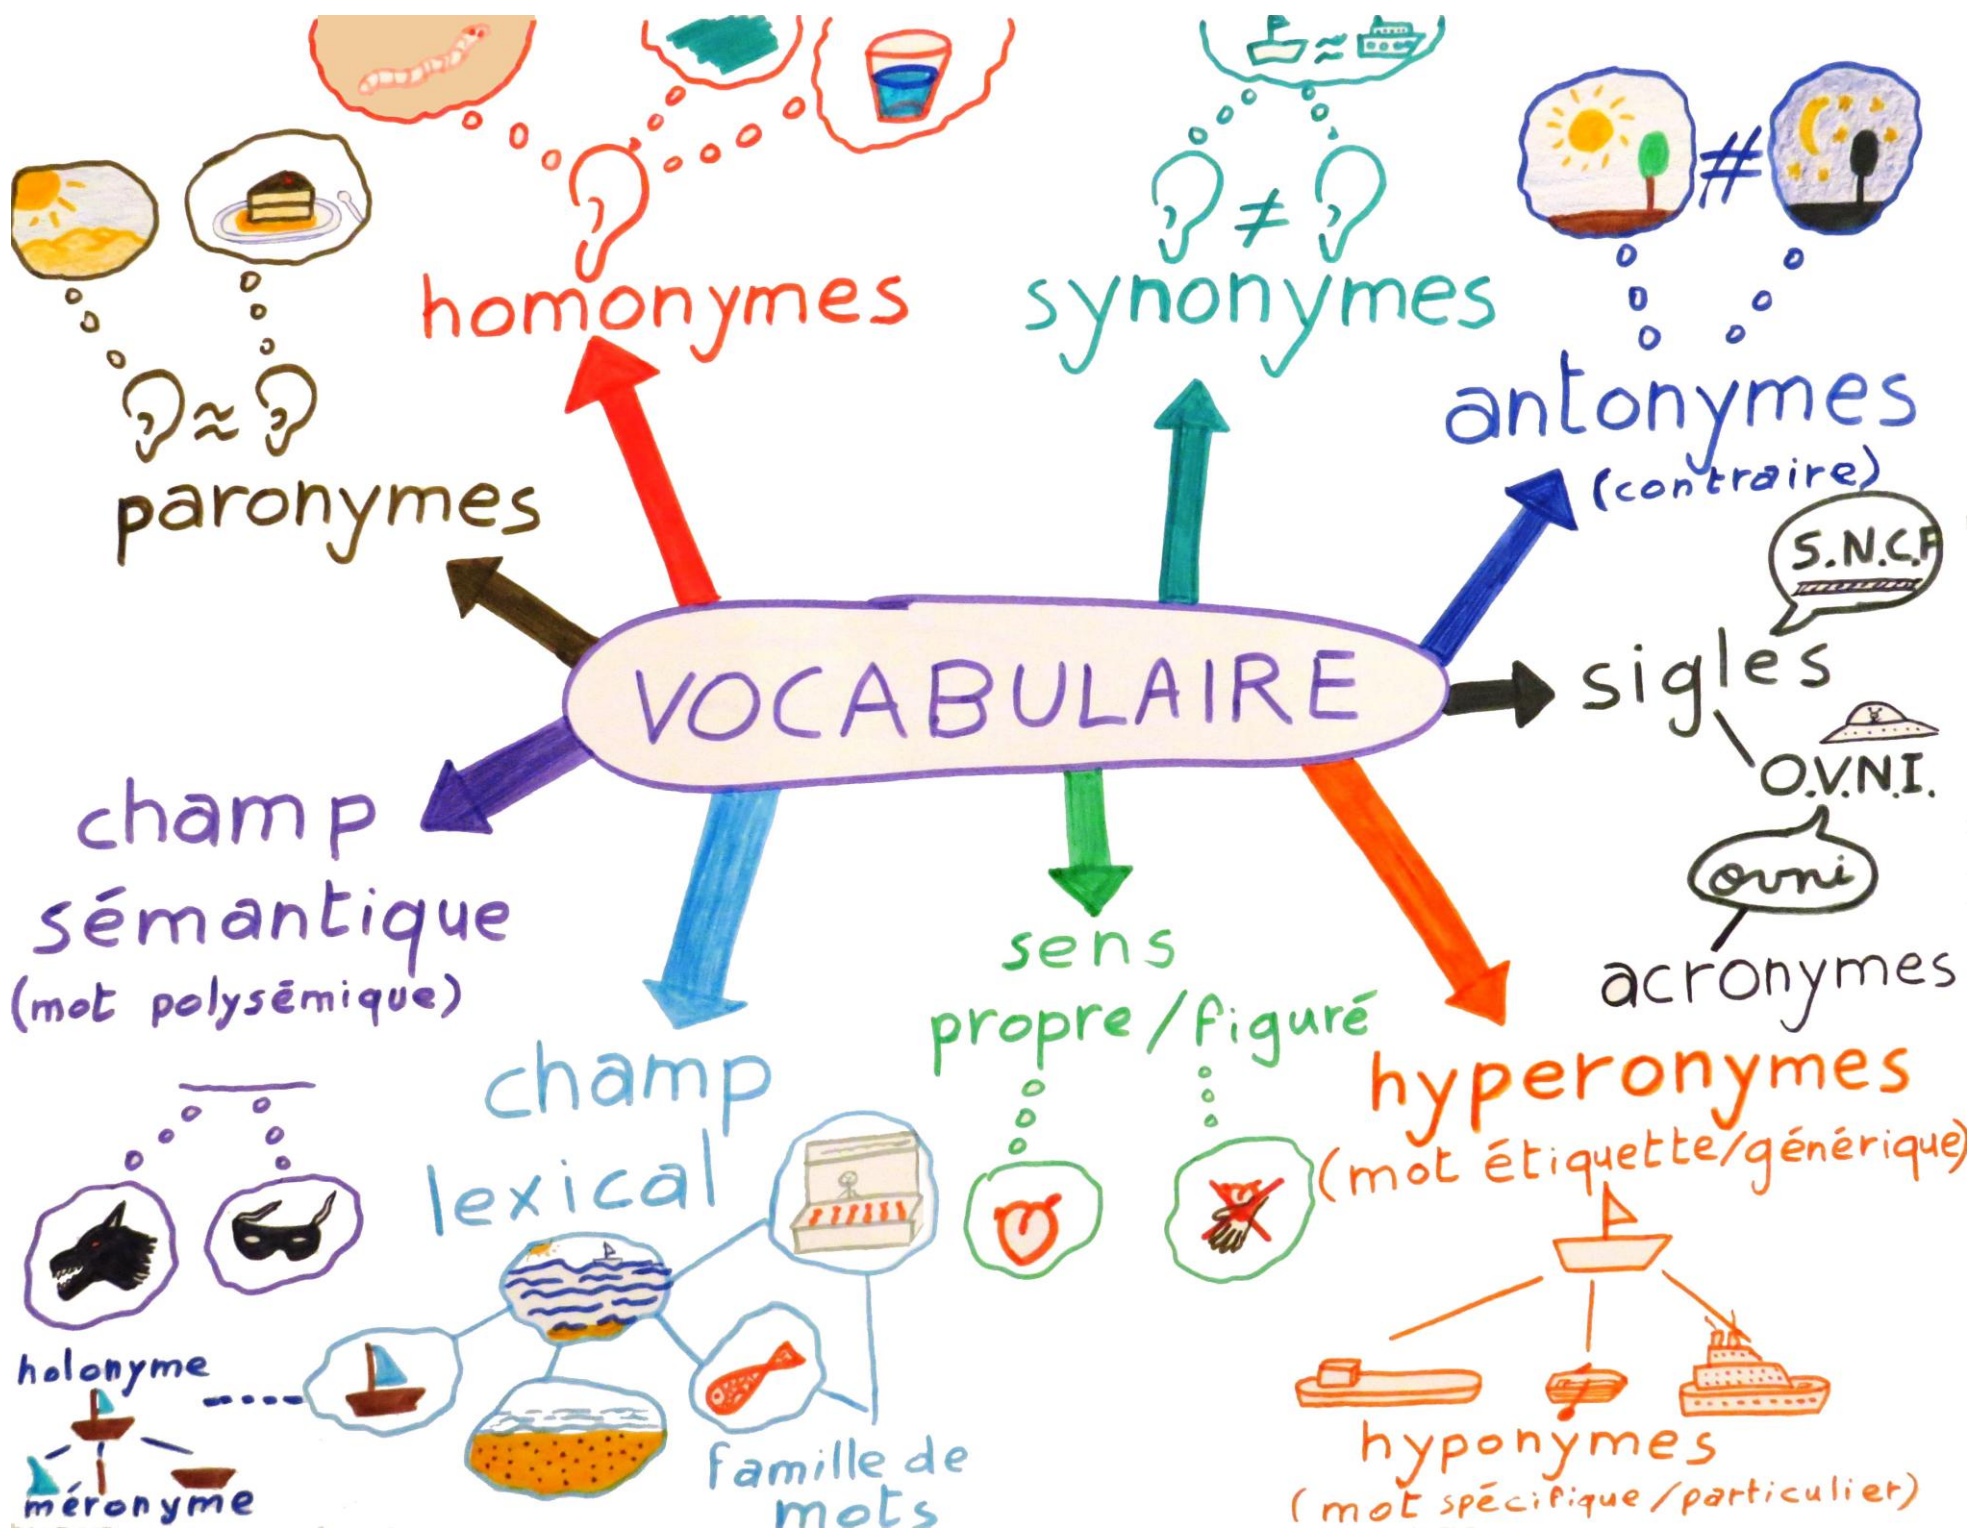 homonymes
synonymes
antonymes
(contraire)
paronymes
S.N.C.F
VOCABULAIRE
sigles
O.V.N.I.
ovni
acronymes
champ
sémantique
(mot polysémique)
sens
propre/figuré
champ
lexical
hyperonymes
(mot étiquette/générique)
holonyme
méronyme
famille de
mots
hyponymes
(mot spécifique/particulier)